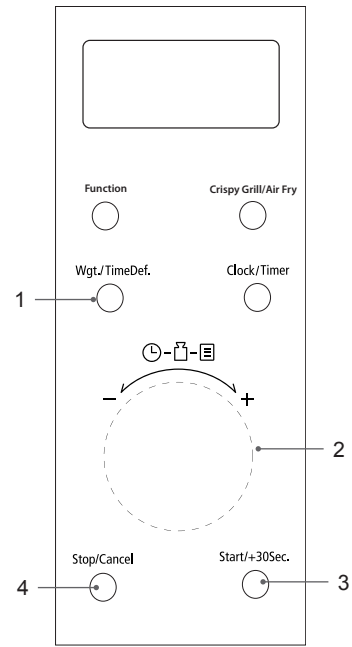 Function
Crispy Grill/Air Fry
Wgt./TimeDef.
Clock/Timer
1
- +
2
Stop/Cancel
Start/+30Sec.
4
3